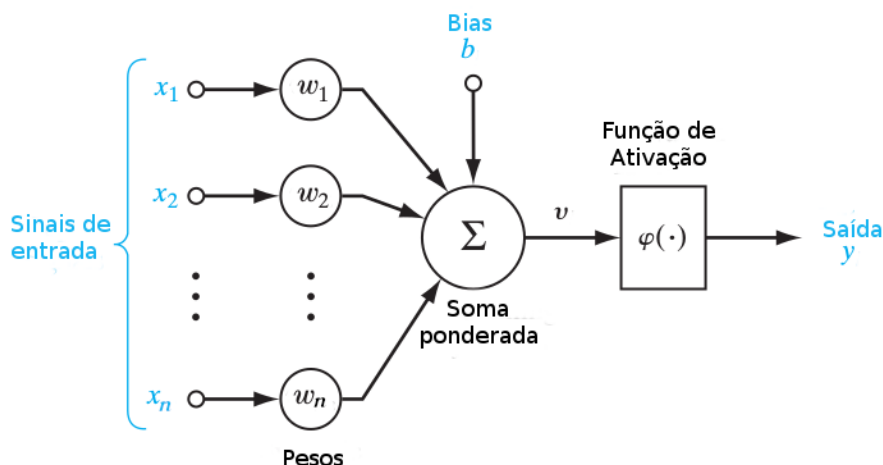 Bias
b
x1
w1
Função de
Ativação
x2
w2
Sinais de
entrada
Σ
v
φ(·)
Saída
y
Soma
ponderada
xn
wn
Pesos